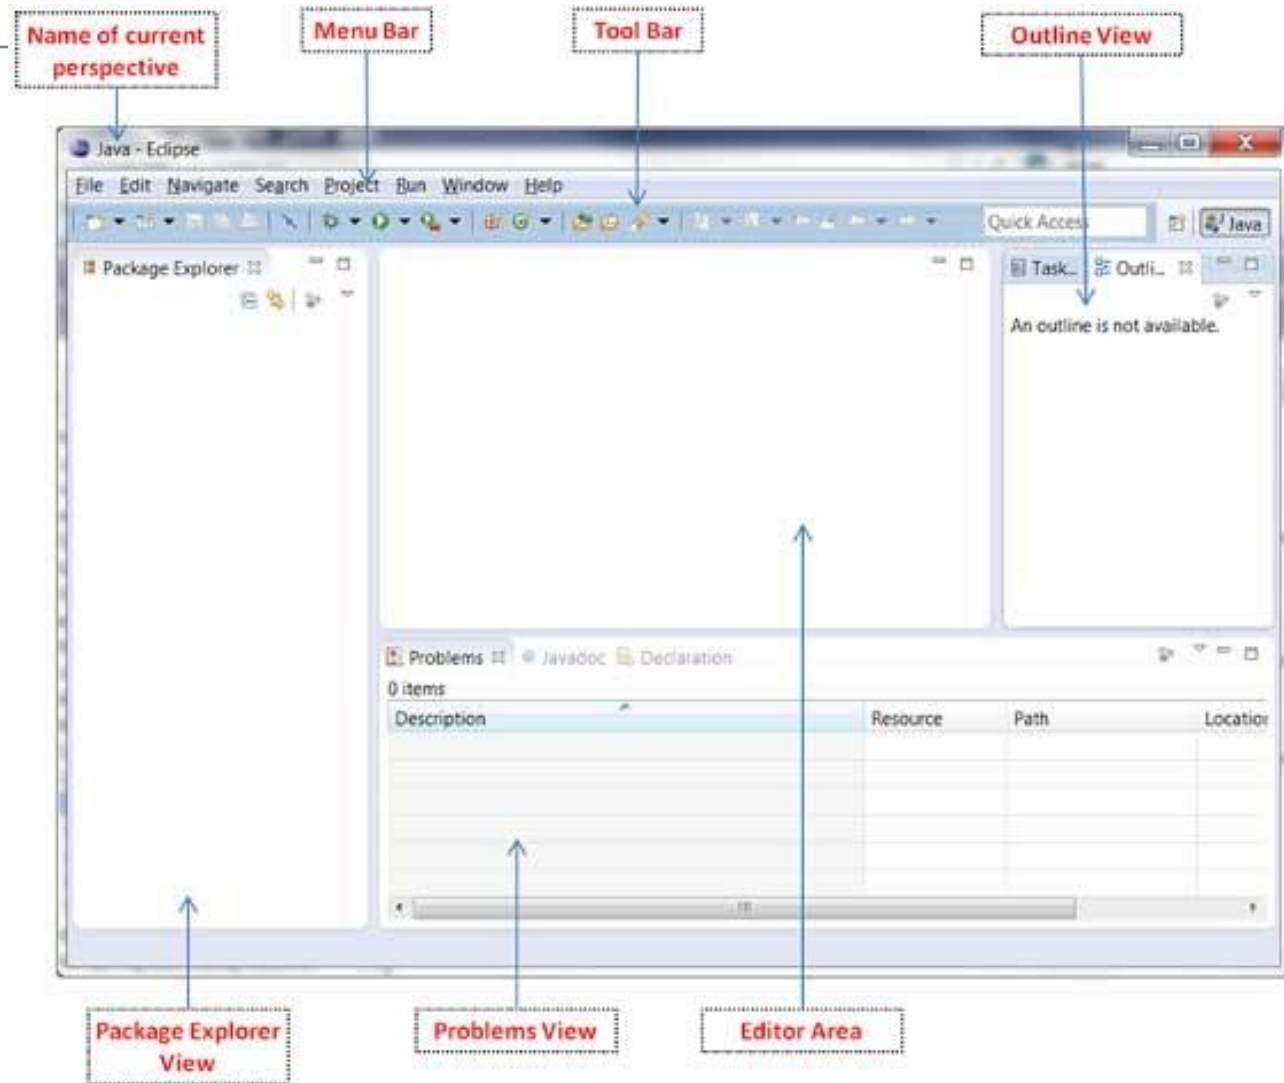 Name of current
perspective
Menu Bar
Tool Bar
Outline View
Java - Eclipse
File Edit Navigate Search Project Run Window Help
Quick Access
Java
Package Explorer
Task... Outli...
An outline is not available.
Problems Javadoc Declaration
0 items
Description Resource Path Location
Package Explorer
View
Problems View
Editor Area